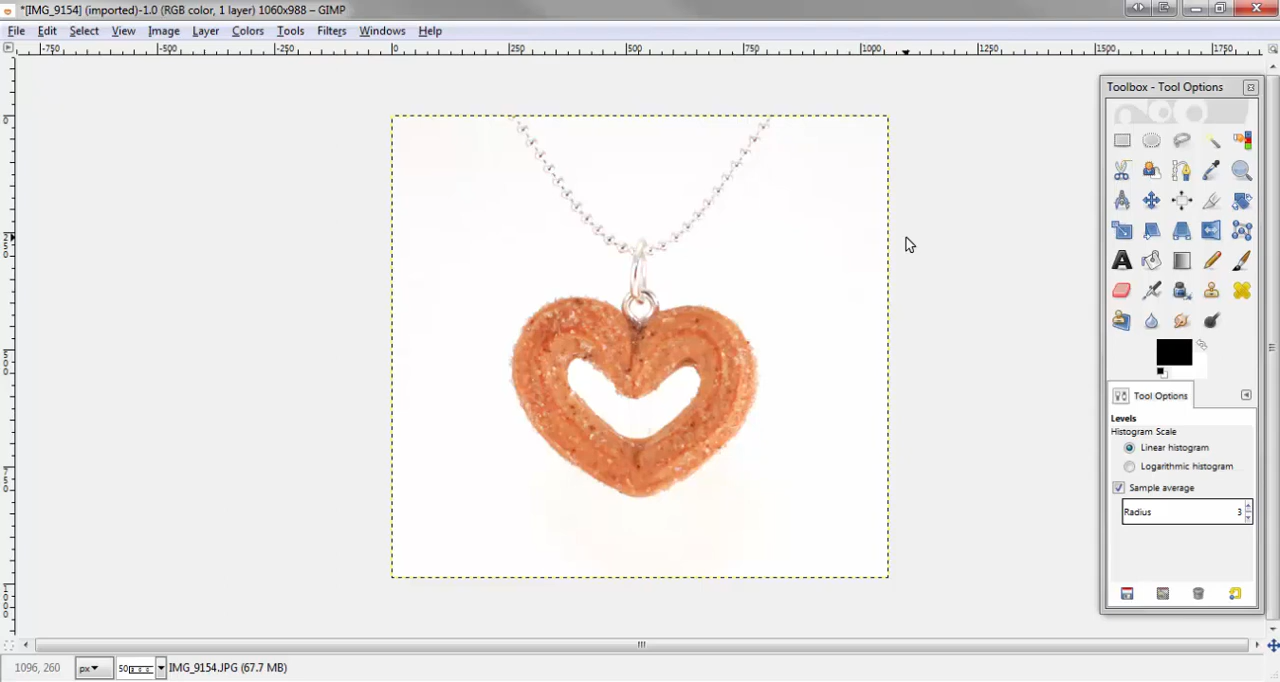 *[IMG_9154] (imported)-1.0 (RGB color, 1 layer) 1060x988 – GIMP
File Edit Select View Image Layer Colors Tools Filters Windows Help
-750 -500 -250 0 250 500 750 1000 1250 1500 1750
Toolbox - Tool Options
Tool Options
Levels
Histogram Scale
Linear histogram
Logarithmic histogram
Sample average
Radius 3
1096, 260 px 50 IMG_9154.JPG (67.7 MB)